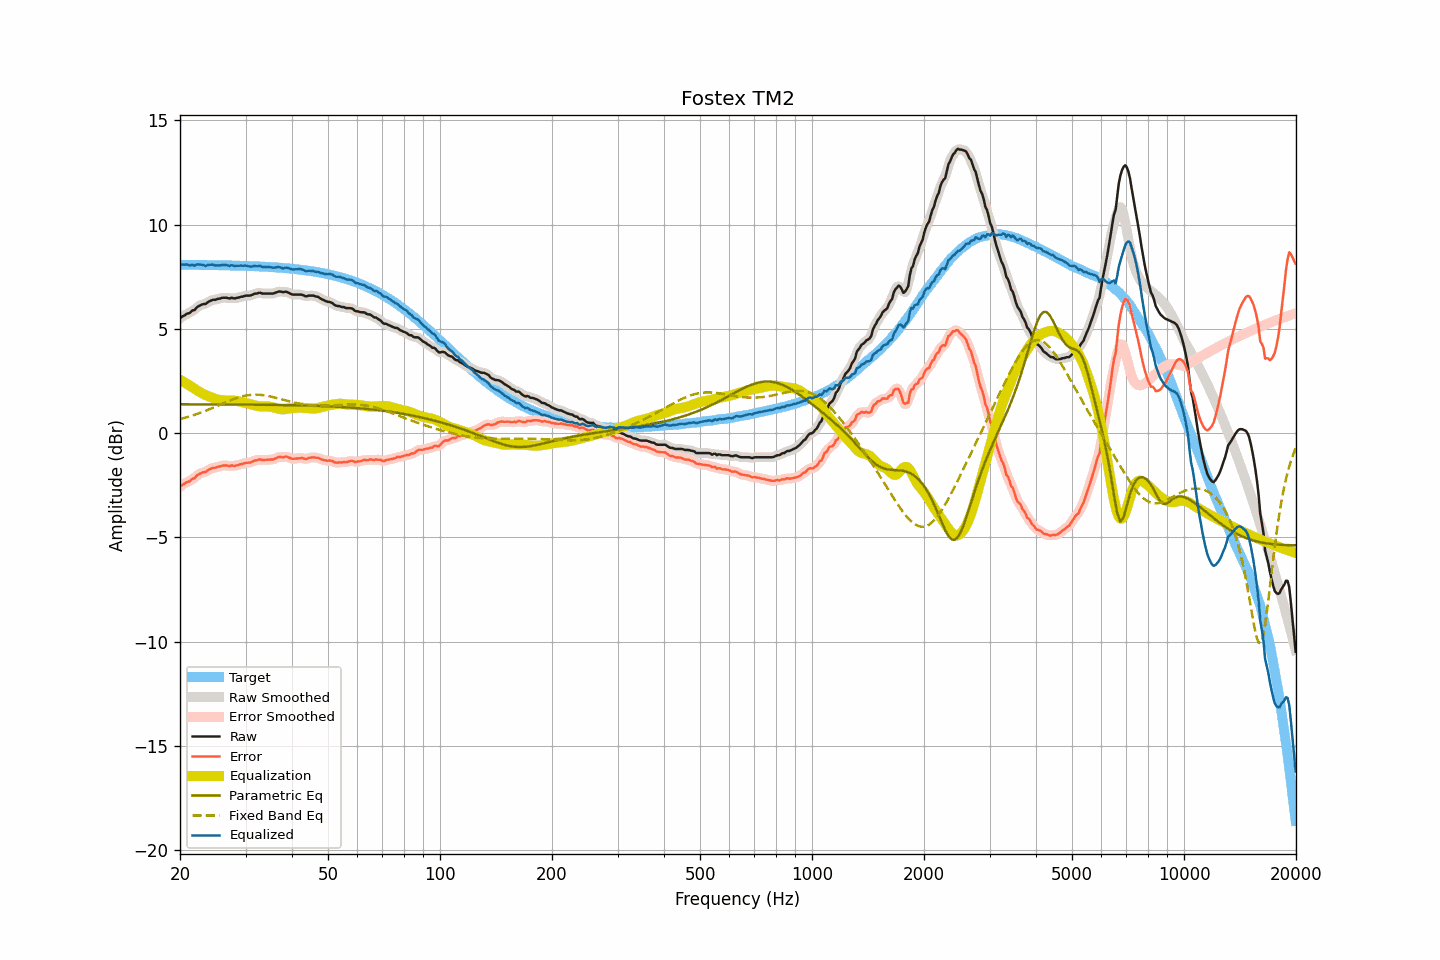 Fostex TM2
15
10
5
0
−5
−10
−15
−20
Amplitude (dBr)
Target
Raw Smoothed
Error Smoothed
Raw
Error
Equalization
Parametric Eq
Fixed Band Eq
Equalized
20 50 100 200 500 1000 2000 5000 10000 20000
Frequency (Hz)